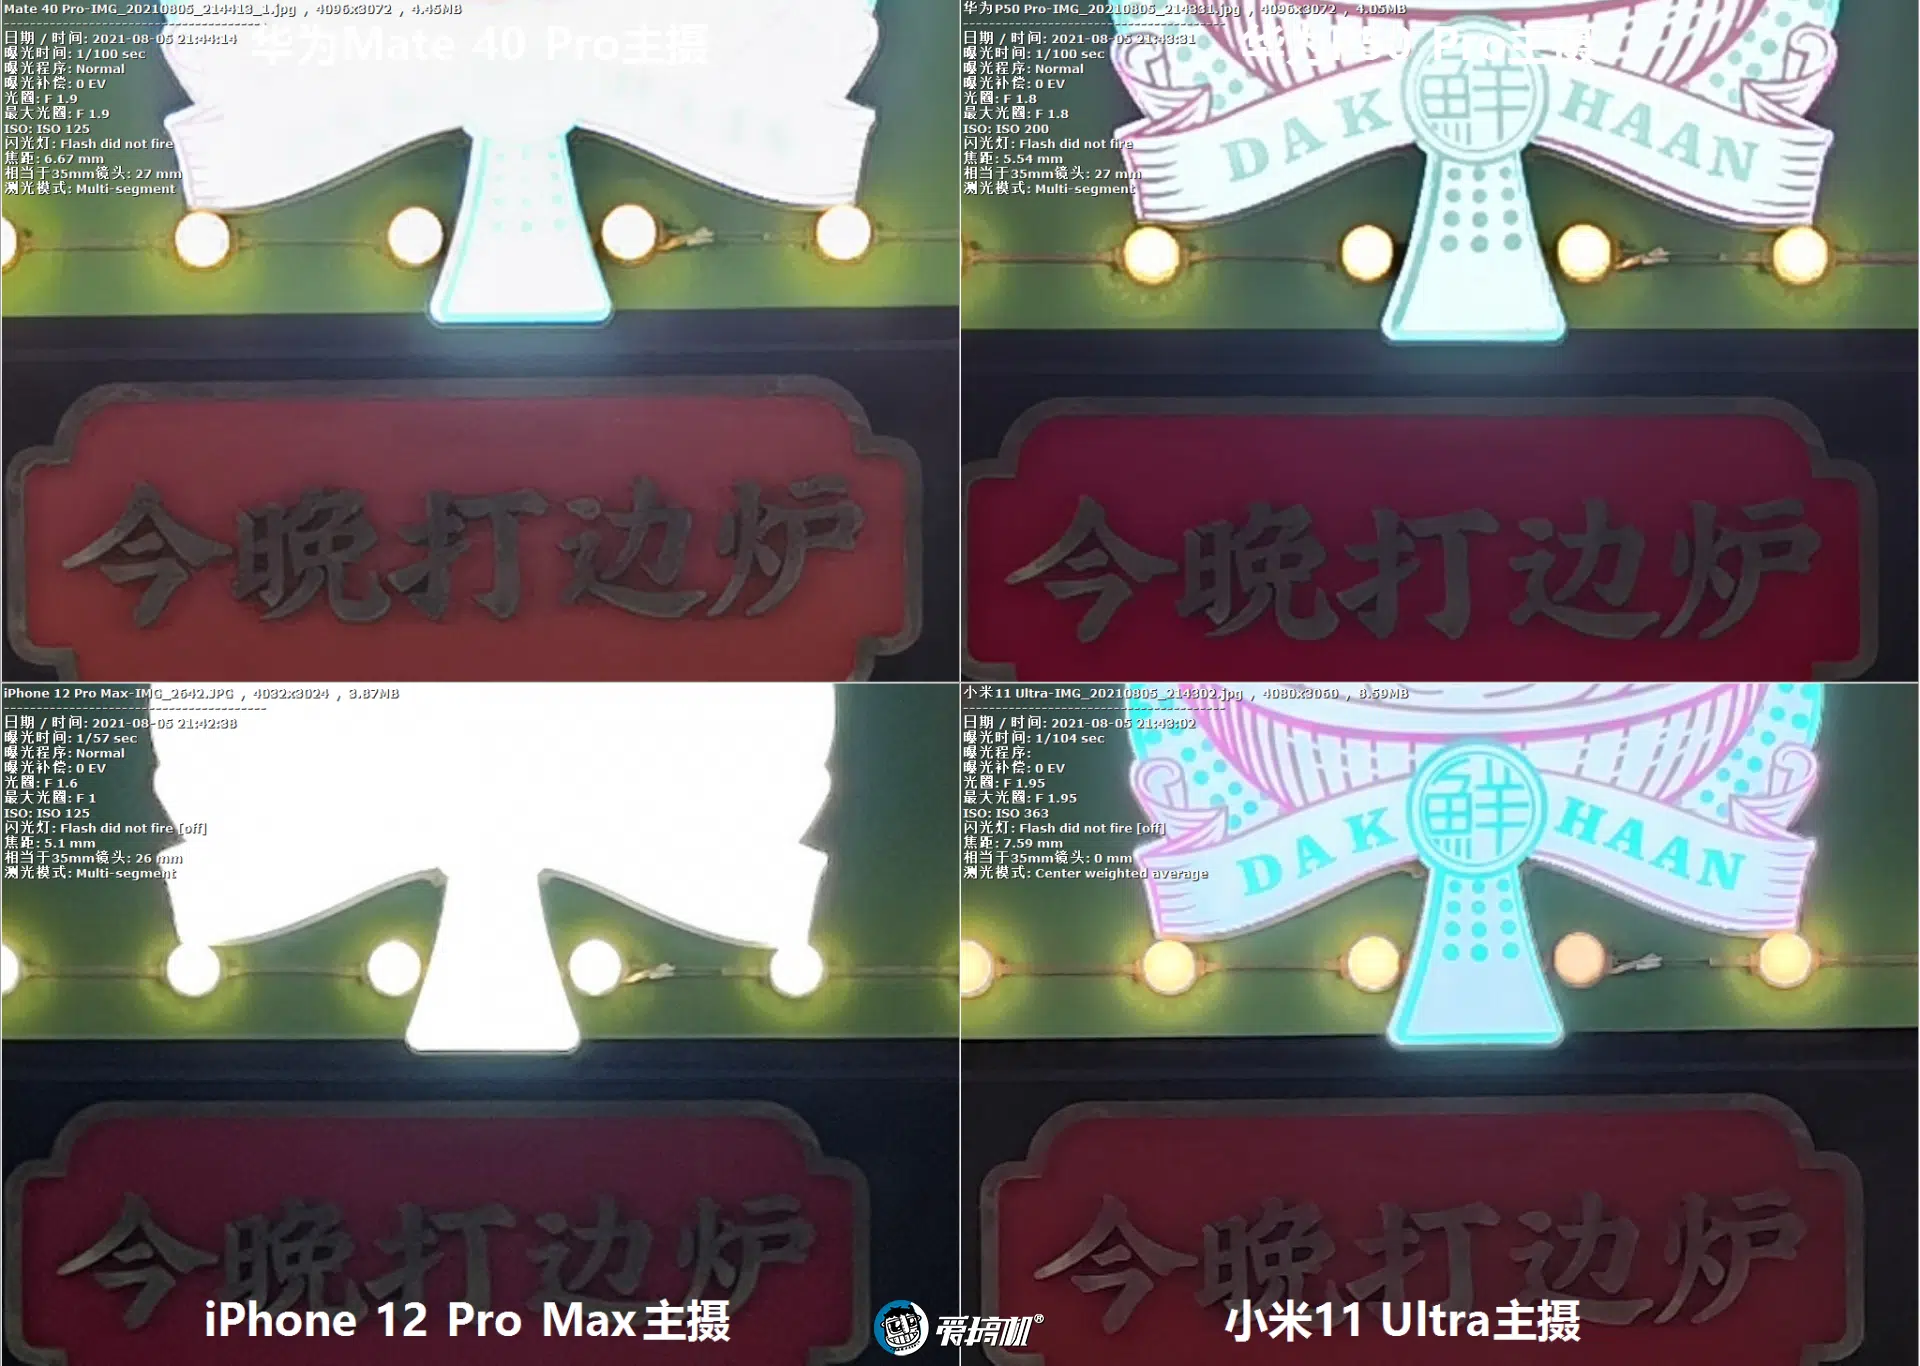 Mate 40 Pro-IMG_20210805_214413_1.jpg , 4096x3072 , 4.45MB
日期 / 时间: 2021-08-05 21:44:14
曝光时间: 1/100 sec
曝光程序: Normal
曝光补偿: 0 EV
光圈: F 1.9
最大光圈: F 1.9
ISO: ISO 125
闪光灯: Flash did not fire
焦距: 6.67 mm
相当于35mm镜头: 27 mm
测光模式: Multi-segment
华为Mate 40 Pro主摄
今晚打边炉
华为P50 Pro-IMG_20210805_214331.jpg , 4096x3072 , 4.05MB
日期 / 时间: 2021-08-05 21:43:31
曝光时间: 1/100 sec
曝光程序: Normal
曝光补偿: 0 EV
光圈: F 1.8
最大光圈: F 1.8
ISO: ISO 200
闪光灯: Flash did not fire
焦距: 5.54 mm
相当于35mm镜头: 27 mm
测光模式: Multi-segment
华为P50 Pro主摄
DAK 鲜 HAAN
今晚打边炉
iPhone 12 Pro Max-IMG_2642.JPG , 4032x3024 , 3.87MB
日期 / 时间: 2021-08-05 21:42:38
曝光时间: 1/57 sec
曝光程序: Normal
曝光补偿: 0 EV
光圈: F 1.6
最大光圈: F 1
ISO: ISO 125
闪光灯: Flash did not fire [off]
焦距: 5.1 mm
相当于35mm镜头: 26 mm
测光模式: Multi-segment
今晚打边炉
iPhone 12 Pro Max主摄
小米11 Ultra-IMG_20210805_214302.jpg , 4080x3060 , 8.59MB
日期 / 时间: 2021-08-05 21:43:02
曝光时间: 1/104 sec
曝光程序:
曝光补偿: 0 EV
光圈: F 1.95
最大光圈: F 1.95
ISO: ISO 363
闪光灯: Flash did not fire [off]
焦距: 7.59 mm
相当于35mm镜头: 0 mm
测光模式: Center weighted average
DAK 鲜 HAAN
今晚打边炉
小米11 Ultra主摄
爱搞机®